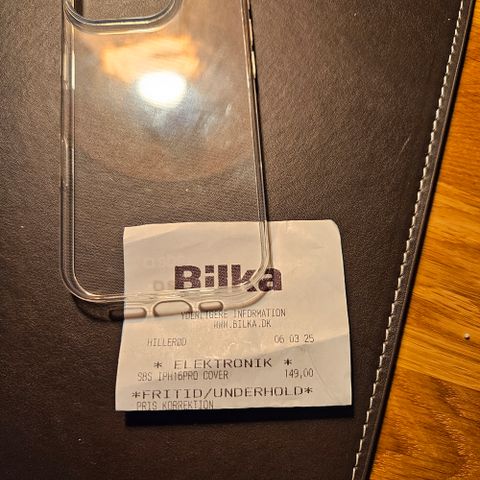 Bilka
YDERLIGERE INFORMATION
WWW.BILKA.DK
HILLERØD 06 03 25
* ELEKTRONIK *
SBS IPH16PRO COVER 149,00
*FRITID/UNDERHOLD*
PRIS KORREKTION